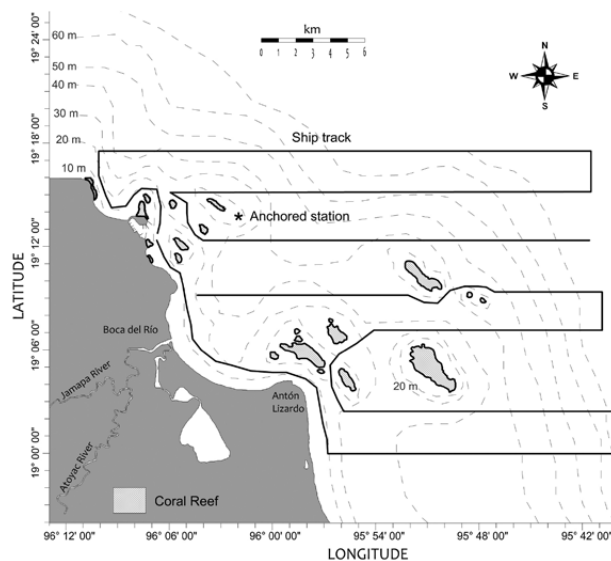 km
0 1 2 3 4 5 6
N
W E
S
19° 24' 00"
19° 18' 00"
19° 12' 00"
19° 06' 00"
19° 00' 00"
LATITUDE
60 m
50 m
40 m
30 m
20 m
10 m
Ship track
Anchored station
Boca del Río
Jamapa River
Atoyac River
Antón
Lizardo
20 m
Coral Reef
96° 12' 00"
96° 06' 00"
96° 00' 00"
95° 54' 00"
95° 48' 00"
95° 42' 00"
LONGITUDE